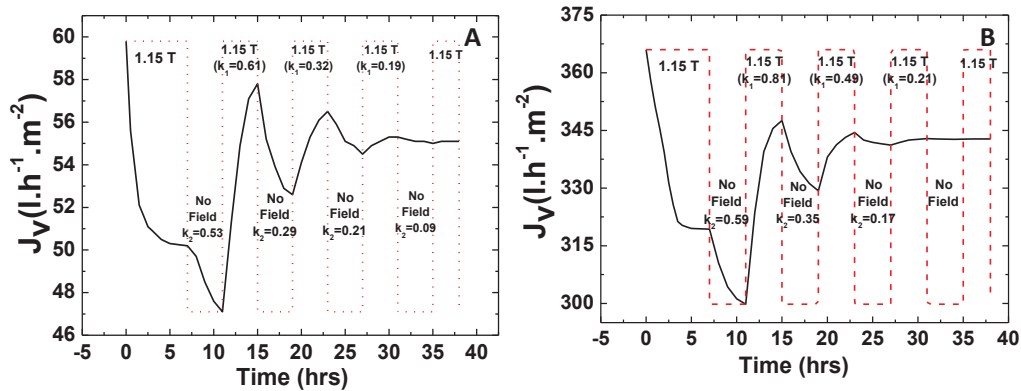 A
60
58
56
54
52
50
48
46
J_v(l.h⁻¹.m⁻²)
1.15 T
1.15 T
(k₁=0.61)
1.15 T
(k₁=0.32)
1.15 T
(k₁=0.19)
1.15 T
No
Field
k₂=0.53
No
Field
k₂=0.29
No
Field
k₂=0.21
No
Field
k₂=0.09
-5 0 5 10 15 20 25 30 35 40
Time (hrs)
B
375
360
345
330
315
300
J_v(l.h⁻¹.m⁻²)
1.15 T
1.15 T
(k₁=0.81)
1.15 T
(k₁=0.49)
1.15 T
(k₁=0.21)
1.15 T
No
Field
k₂=0.59
No
Field
k₂=0.35
No
Field
k₂=0.17
No
Field
-5 0 5 10 15 20 25 30 35 40
Time (hrs)